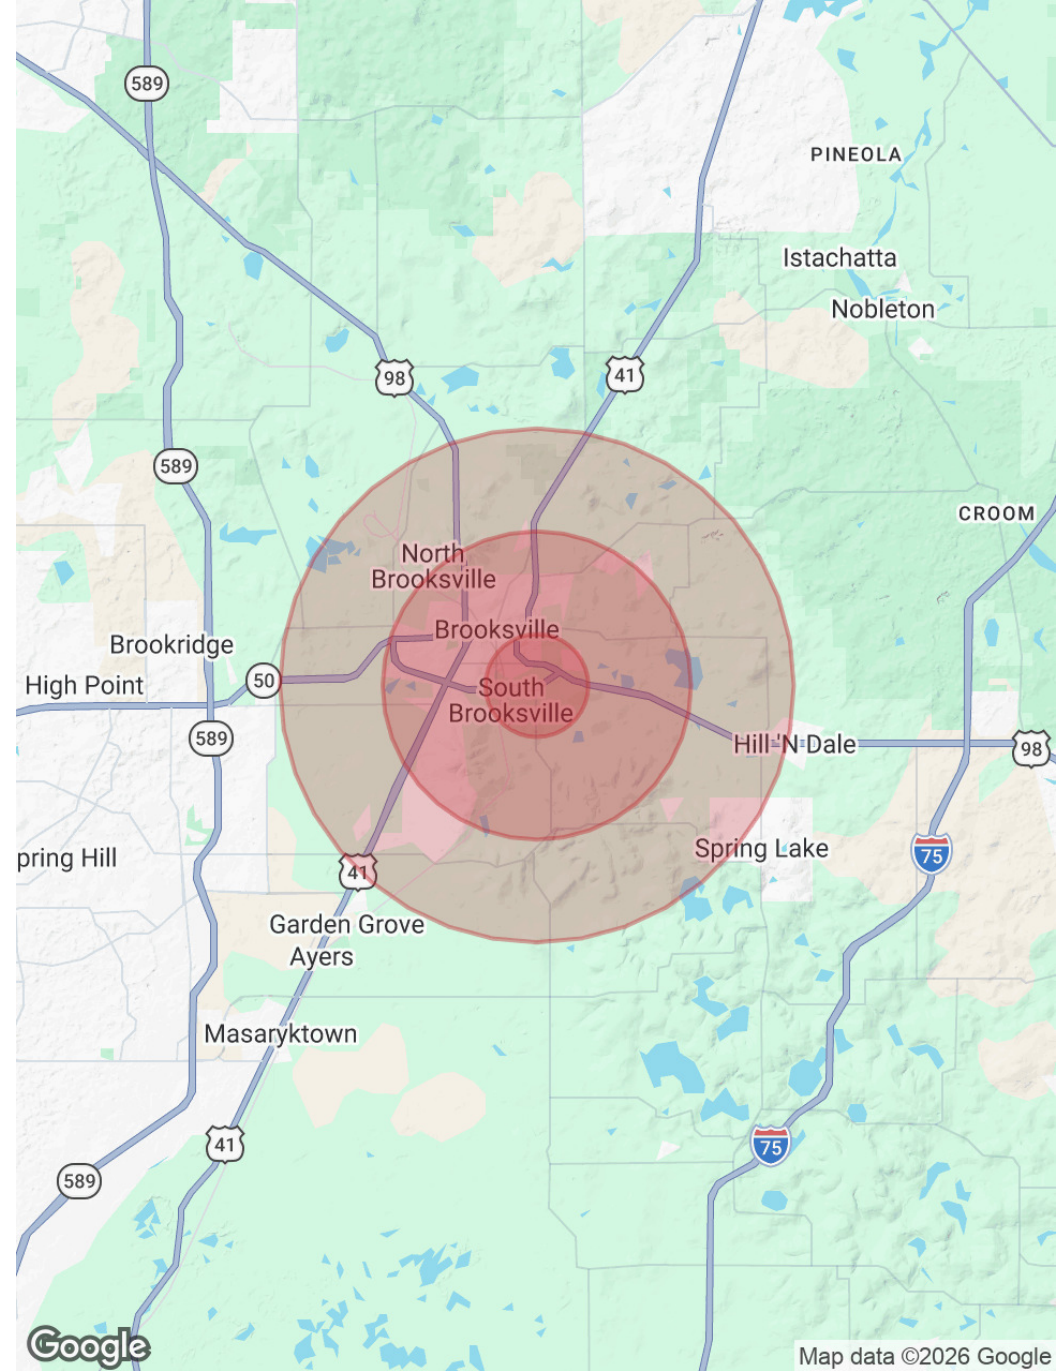 589
PINEOLA
Istachatta
Nobleton
98
41
589
CROOM
North
Brooksville
Brooksville
Brookridge
High Point
50
South
Brooksville
589
Hill 'N Dale
98
pring Hill
Spring Lake
75
41
Garden Grove
Ayers
Masaryktown
41
75
589
Google
Map data ©2026 Google